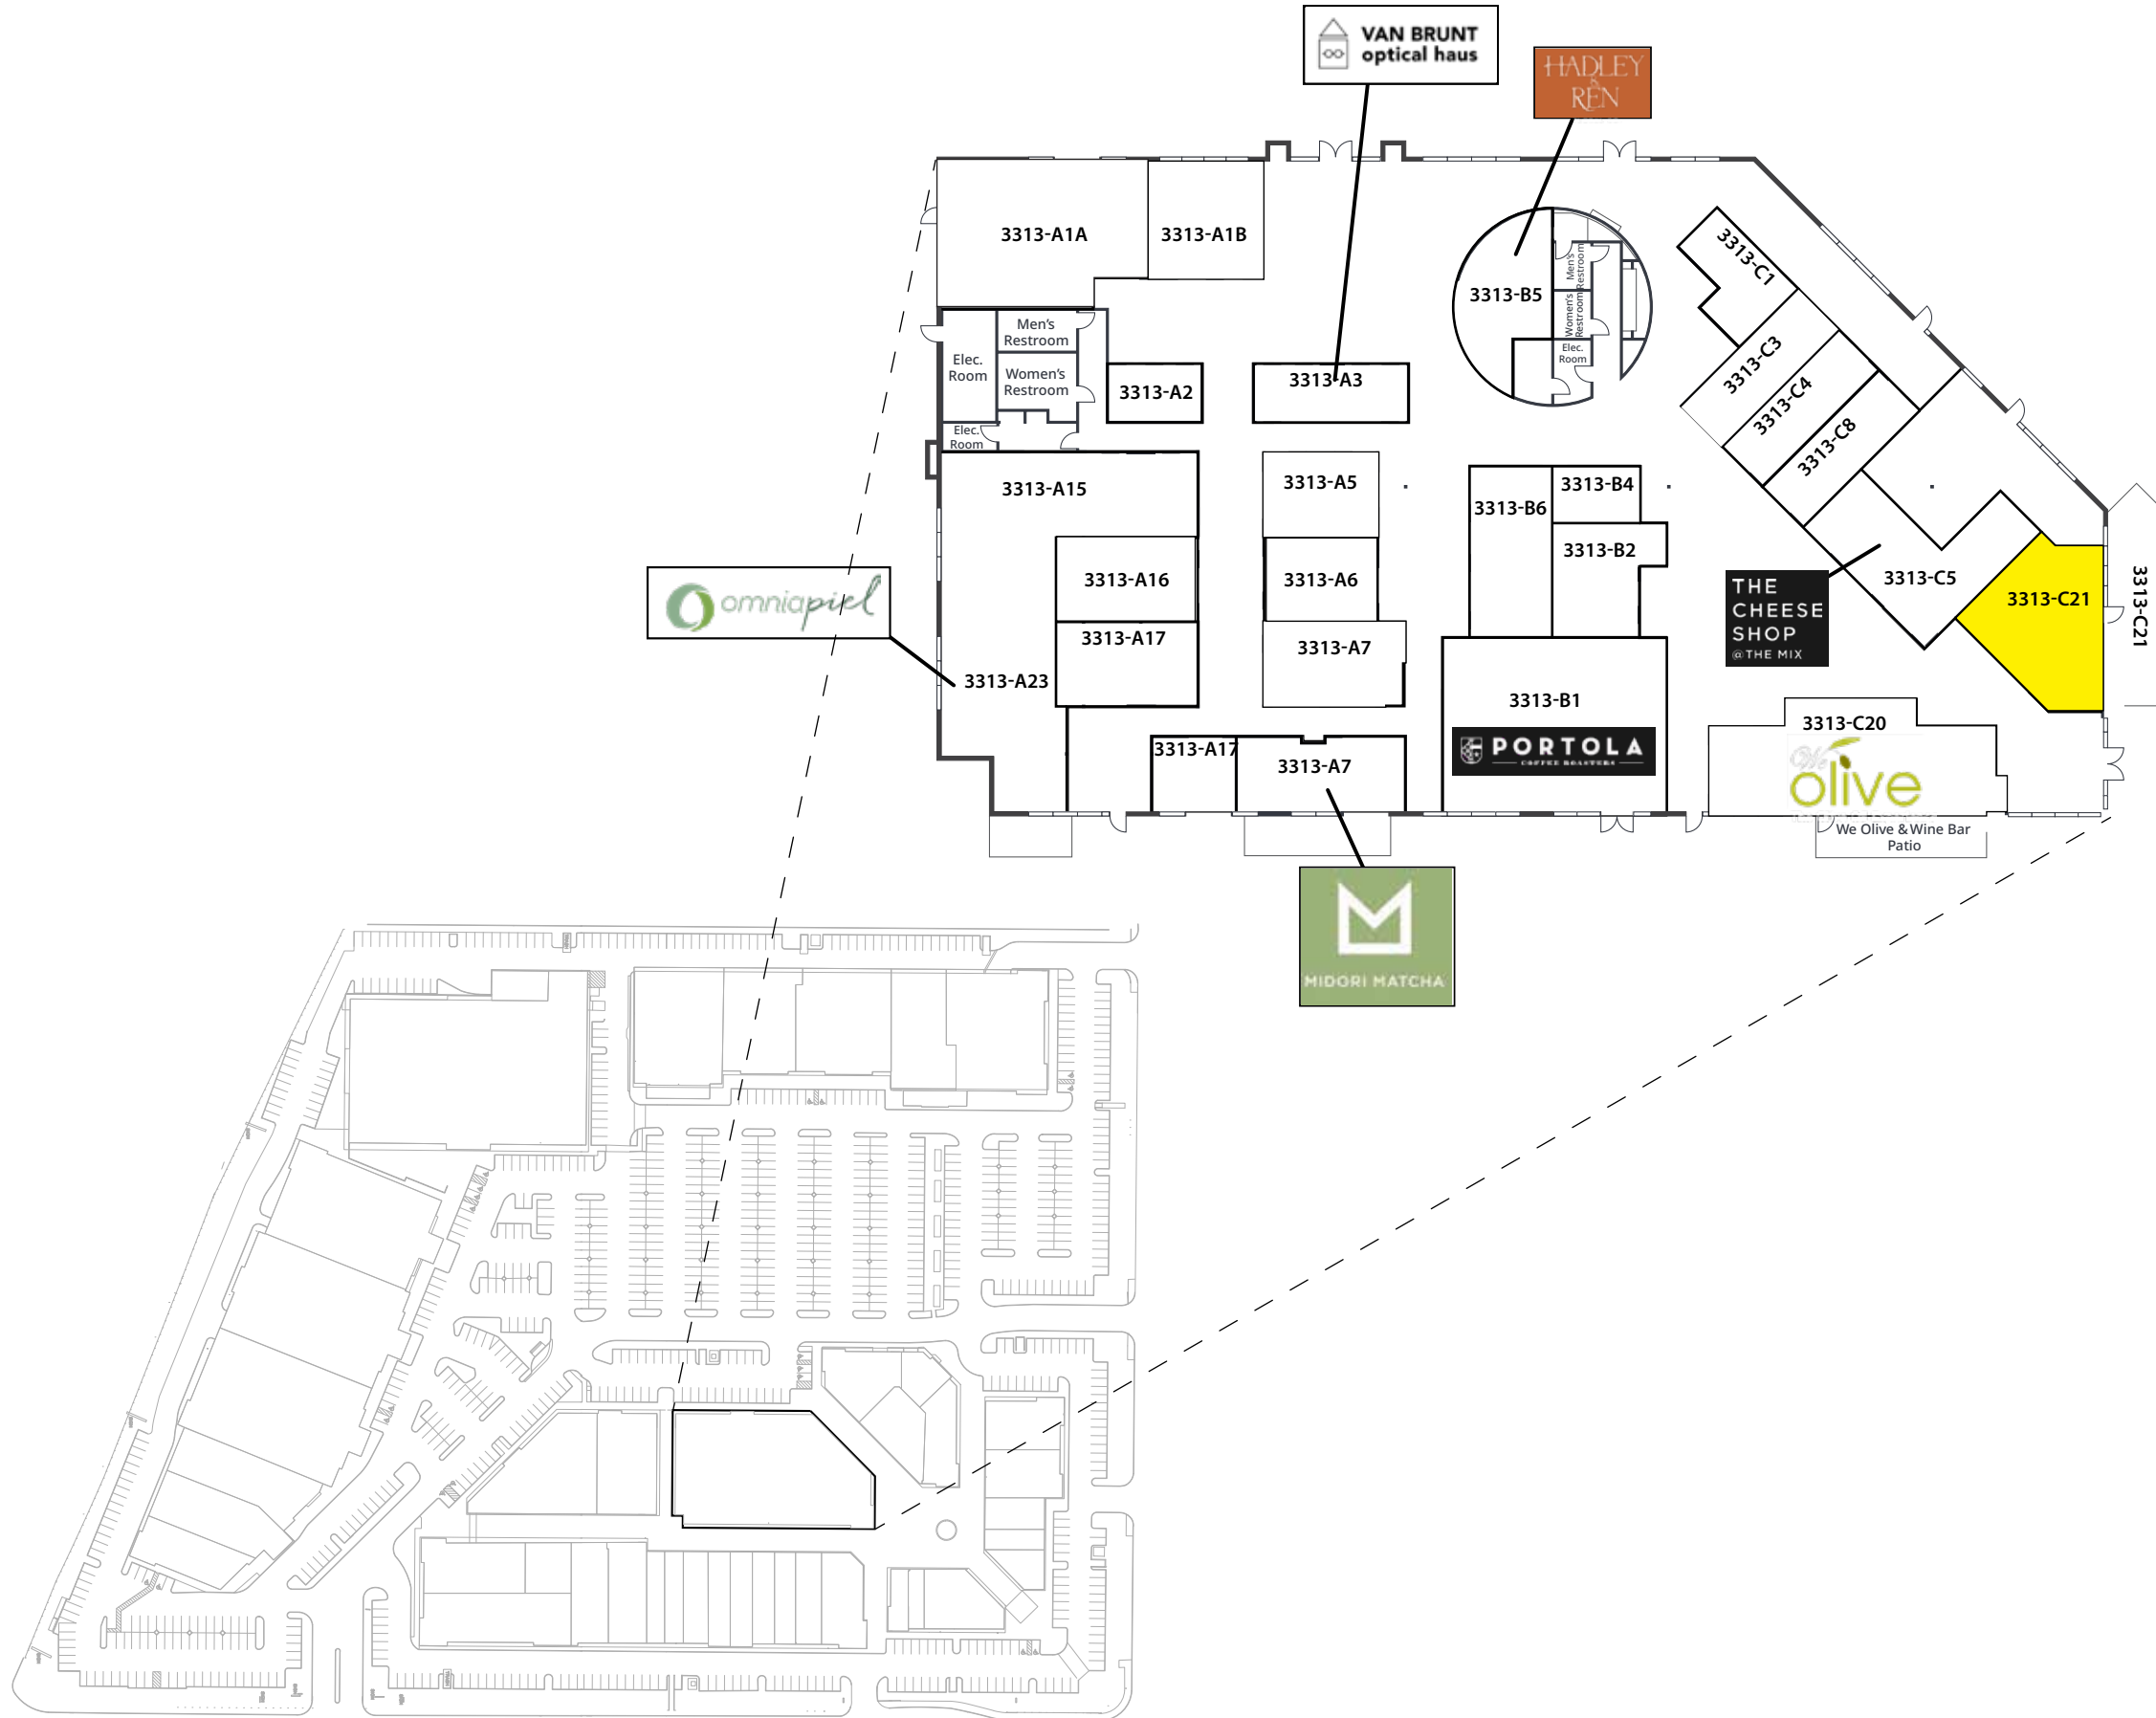 VAN BRUNT
optical haus
HADLEY
&
REN
3313-A1A
3313-A1B
3313-B5
Men's
Restroom
Women's
Restroom
Elec.
Room
3313-C1
Men's
Restroom
Elec.
Room
Women's
Restroom
Elec.
Room
3313-A2
3313-A3
3313-C3
3313-C4
3313-C8
3313-A15
3313-A5
3313-B6
3313-B4
3313-B2
3313-A16
3313-A6
3313-C5
3313-C21
3313-C21
THE
CHEESE
SHOP
@THE MIX
omniapiel
3313-A17
3313-A7
3313-A23
3313-B1
PORTOLA
COFFEE ROASTERS
3313-C20
We
olive
3313-A17
3313-A7
We Olive & Wine Bar
Patio
MIDORI MATCHA